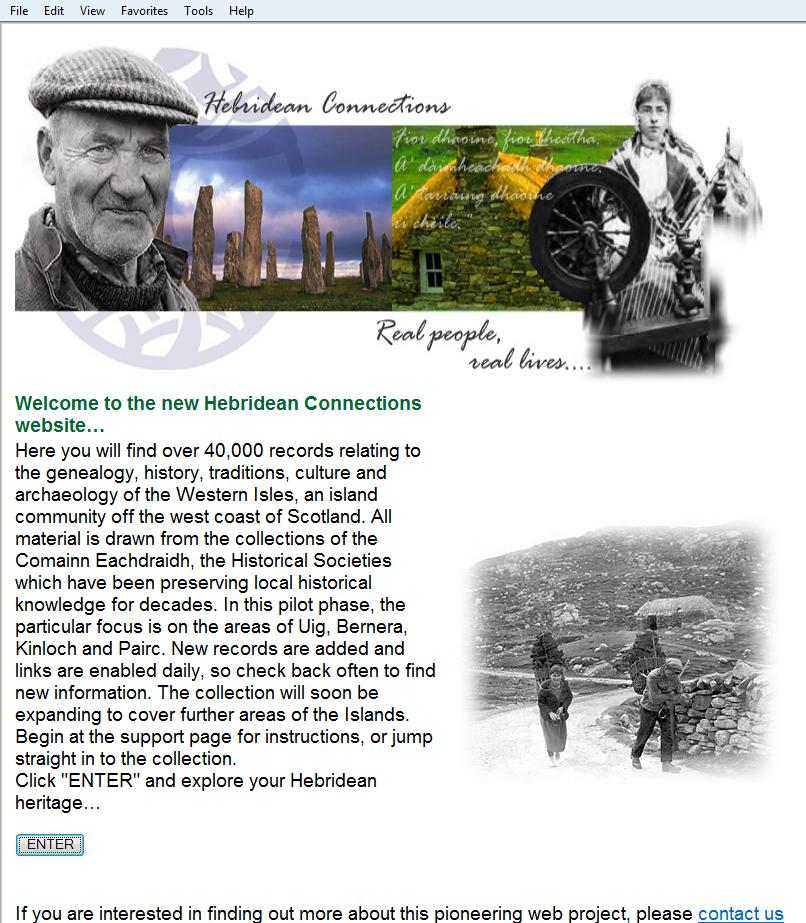 File Edit View Favorites Tools Help
Hebridean Connections
Fior dhaoine, fior bheatha,
A' dàimheachadh dhaoine,
A' tarraing dhaoine
ri chèile."
Real people,
real lives....
Welcome to the new Hebridean Connections
website…
Here you will find over 40,000 records relating to
the genealogy, history, traditions, culture and
archaeology of the Western Isles, an island
community off the west coast of Scotland. All
material is drawn from the collections of the
Comainn Eachdraidh, the Historical Societies
which have been preserving local historical
knowledge for decades. In this pilot phase, the
particular focus is on the areas of Uig, Bernera,
Kinloch and Pairc. New records are added and
links are enabled daily, so check back often to find
new information. The collection will soon be
expanding to cover further areas of the Islands.
Begin at the support page for instructions, or jump
straight in to the collection.
Click "ENTER" and explore your Hebridean
heritage…
ENTER
If you are interested in finding out more about this pioneering web project, please contact us